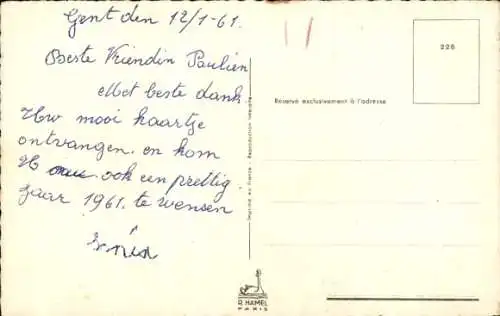 Gent den 12/1-61.
Beste Vriendin Paulien
Met beste dank
Uw mooi kaartje
ontvangen. en kom
U ook een prettig
jaar 1961. te wensen
226
Réservé exclusivement à l'adresse
Imprimé en France - Reproduction interdite
R. HAMEL
PARIS